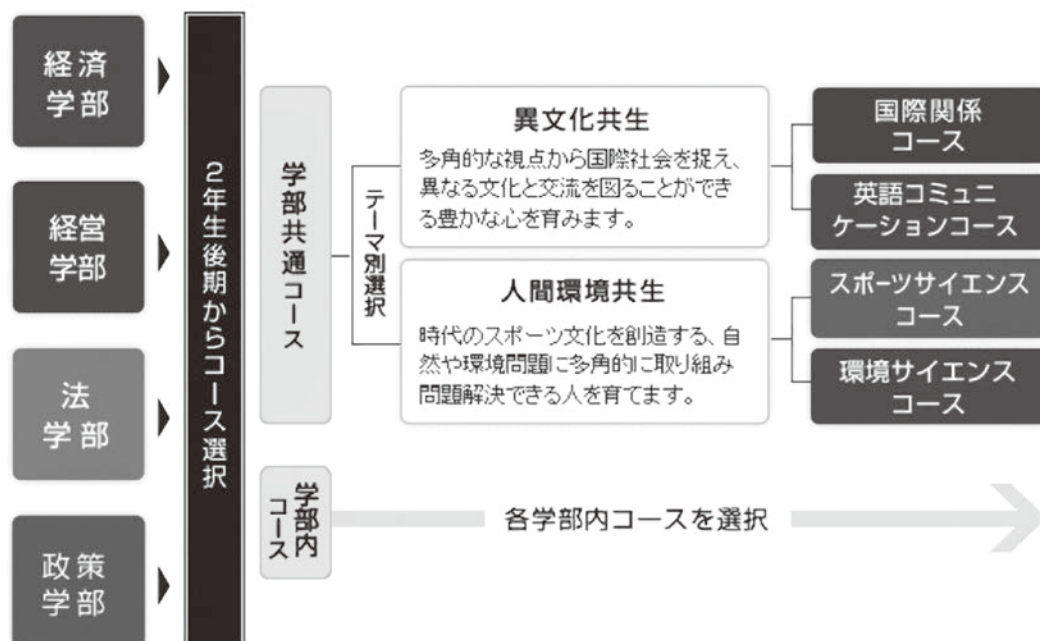 経済
学部
経営
学部
法
学部
政策
学部
2年生後期からコース選択
学部共通コース
テーマ別選択
異文化共生
多角的な視点から国際社会を捉え、
異なる文化と交流を図ることができ
る豊かな心を育みます。
国際関係
コース
英語コミュニ
ケーションコース
人間環境共生
時代のスポーツ文化を創造する、自
然や環境問題に多角的に取り組み
問題解決できる人を育てます。
スポーツサイエンス
コース
環境サイエンス
コース
学部内
コース
各学部内コースを選択